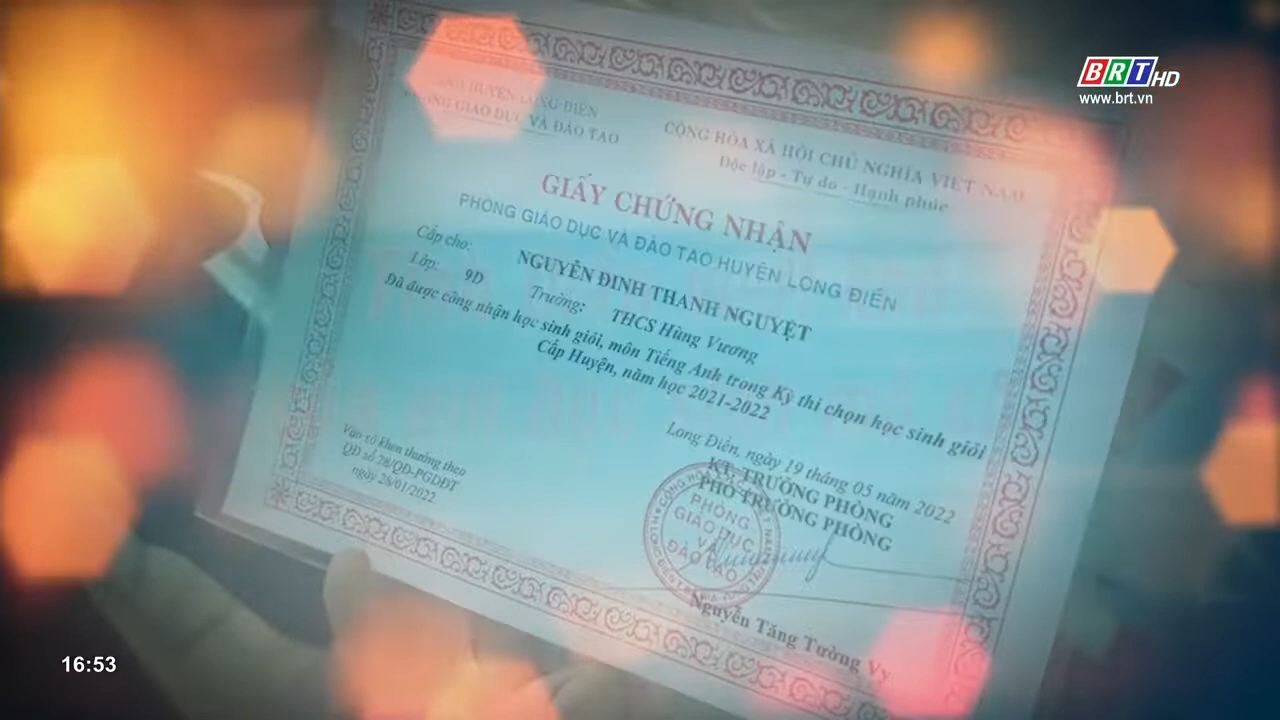 BRT HD
www.brt.vn
HUYỆN LONG ĐIỀN
PHÒNG GIÁO DỤC VÀ ĐÀO TẠO
CỘNG HÒA XÃ HỘI CHỦ NGHĨA VIỆT NAM
Độc lập - Tự do - Hạnh phúc
GIẤY CHỨNG NHẬN
PHÒNG GIÁO DỤC VÀ ĐÀO TẠO HUYỆN LONG ĐIỀN
Cấp cho: NGUYỄN ĐINH THANH NGUYỆT
Lớp: 9D Trường: THCS Hùng Vương
Đã được công nhận học sinh giỏi, môn Tiếng Anh trong Kỳ thi chọn học sinh giỏi
Cấp Huyện, năm học 2021-2022
Vào sổ khen thưởng theo
QĐ số 28/QĐ-PGDĐT
ngày 26/01/2022
Long Điền, ngày 19 tháng 05 năm 2022
KT. TRƯỞNG PHÒNG
PHÓ TRƯỞNG PHÒNG
PHÒNG
GIÁO DỤC
VÀ
ĐÀO TẠO
Nguyễn Tăng Tường Vy
16:53